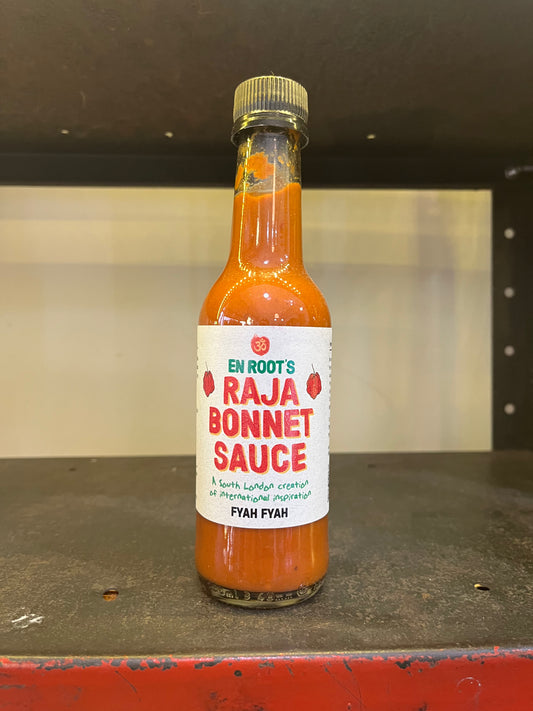 ॐ
EN ROOT'S
RAJA
BONNET
SAUCE
A South London creation
of international inspiration
FYAH FYAH